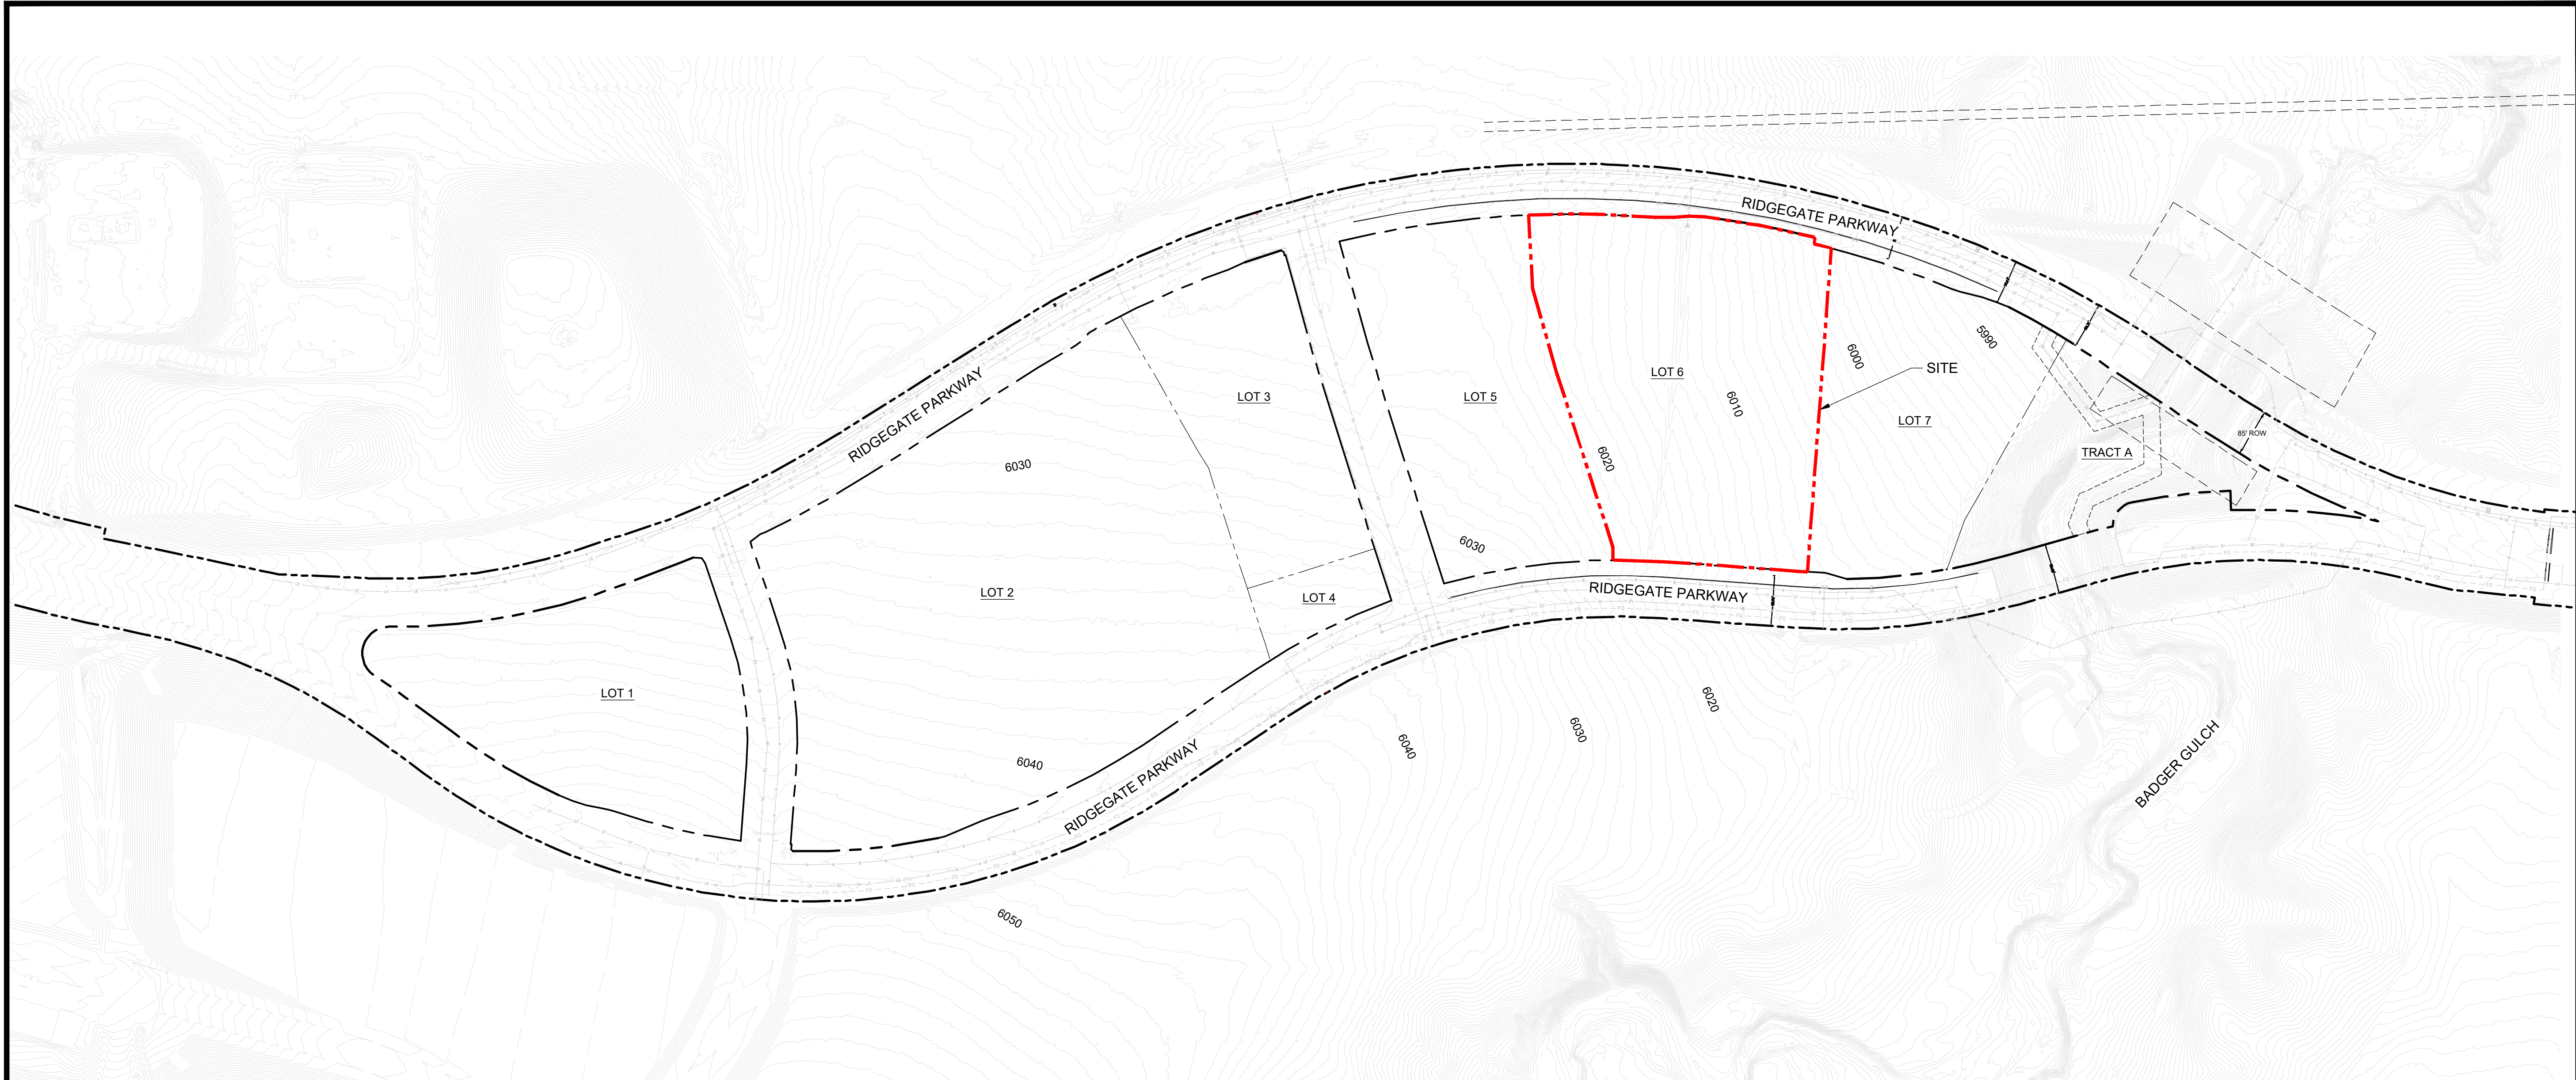 RIDGEGATE PARKWAY
5990
6000
LOT 6
SITE
RIDGEGATE PARKWAY
LOT 3
LOT 5
6010
LOT 7
85' ROW
TRACT A
6020
6030
6030
LOT 2
LOT 4
RIDGEGATE PARKWAY
LOT 1
6020
6030
6040
6040
BADGER GULCH
RIDGEGATE PARKWAY
6050